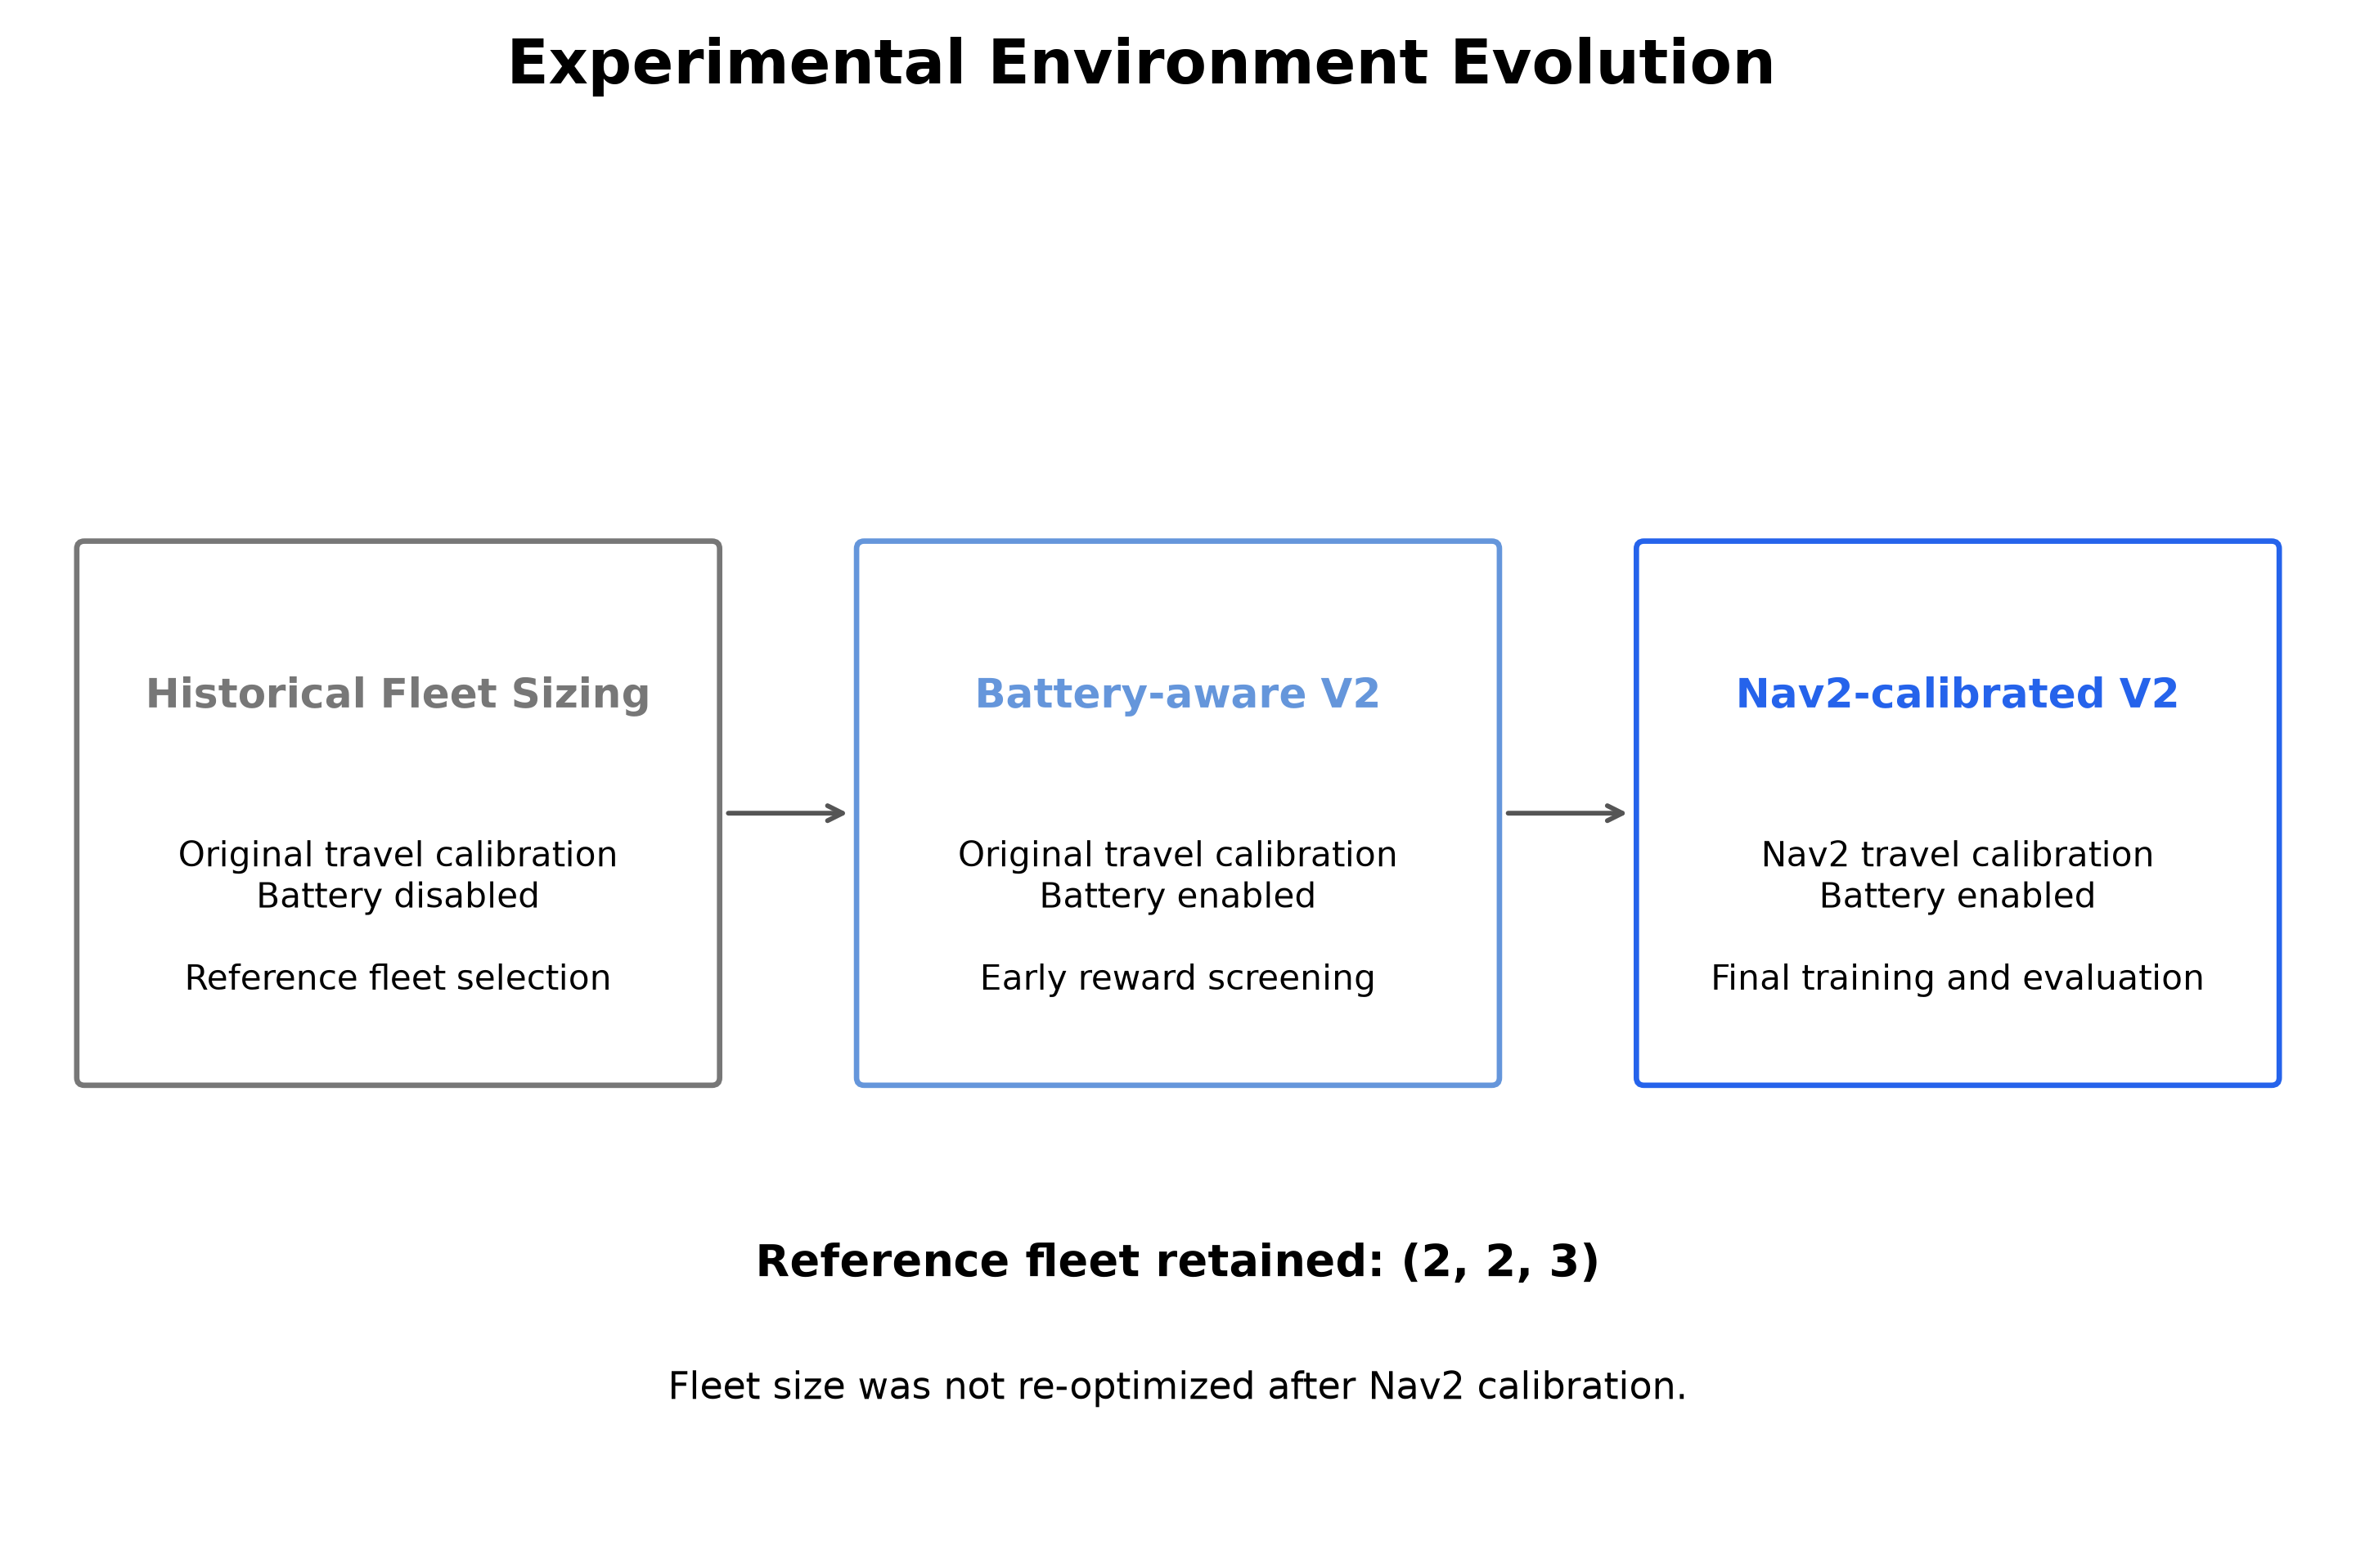 Experimental Environment Evolution
Historical Fleet Sizing
Original travel calibration
Battery disabled
Reference fleet selection
Battery-aware V2
Original travel calibration
Battery enabled
Early reward screening
Nav2-calibrated V2
Nav2 travel calibration
Battery enabled
Final training and evaluation
Reference fleet retained: (2, 2, 3)
Fleet size was not re-optimized after Nav2 calibration.